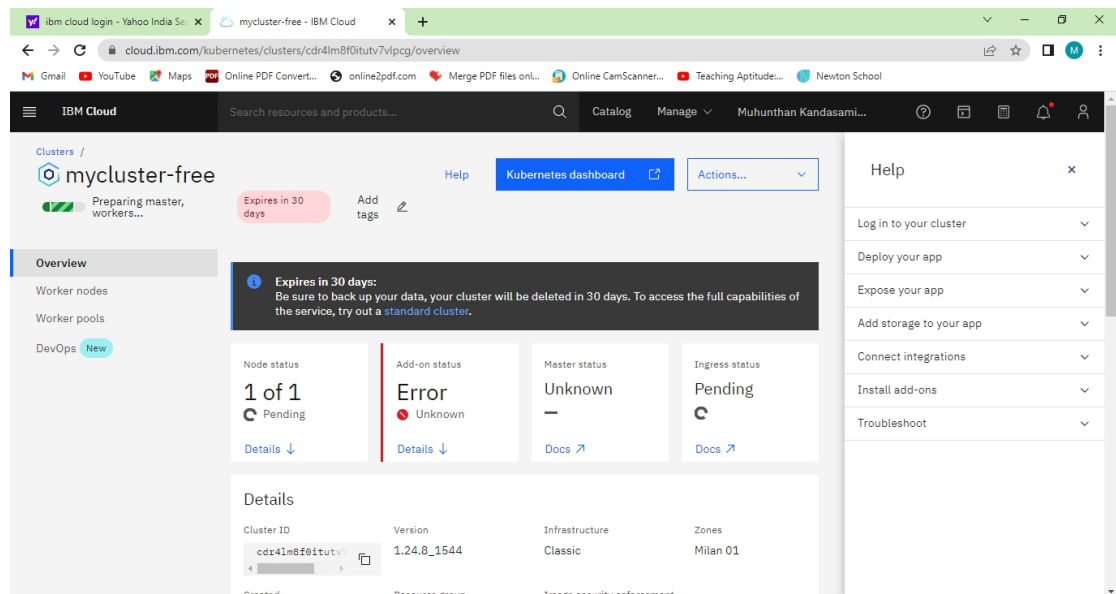 ibm cloud login - Yahoo India Se
mycluster-free - IBM Cloud
cloud.ibm.com/kubernetes/clusters/cdr4lm8f0itutv7vlpcg/overview
M
Gmail
YouTube
Maps
PDF
Online PDF Convert...
online2pdf.com
Merge PDF files onl...
Online CamScanner...
Teaching Aptitude:...
Newton School
IBM Cloud
Search resources and products...
Catalog
Manage
Muhunthan Kandasami...
Clusters /
mycluster-free
Preparing master,
workers...
Expires in 30
days
Add
tags
Help
Kubernetes dashboard
Actions...
Overview
Worker nodes
Worker pools
DevOps New
Expires in 30 days:
Be sure to back up your data, your cluster will be deleted in 30 days. To access the full capabilities of
the service, try out a standard cluster.
Node status
1 of 1
Pending
Details ↓
Add-on status
Error
Unknown
Details ↓
Master status
Unknown
—
Docs ↗
Ingress status
Pending
Docs ↗
Details
Cluster ID
cdr4lm8f0itutv
Version
1.24.8_1544
Infrastructure
Classic
Zones
Milan 01
Created
Resource group
Image security enforcement
Help
Log in to your cluster
Deploy your app
Expose your app
Add storage to your app
Connect integrations
Install add-ons
Troubleshoot